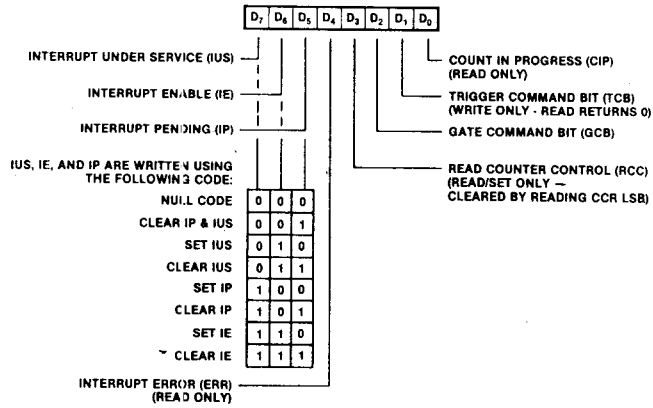 D7 D6 D5 D4 D3 D2 D1 D0
INTERRUPT UNDER SERVICE (IUS)
INTERRUPT ENABLE (IE)
INTERRUPT PENDING (IP)
IUS, IE, AND IP ARE WRITTEN USING
THE FOLLOWING CODE:
NULL CODE 0 0 0
CLEAR IP & IUS 0 0 1
SET IUS 0 1 0
CLEAR IUS 0 1 1
SET IP 1 0 0
CLEAR IP 1 0 1
SET IE 1 1 0
CLEAR IE 1 1 1
INTERRUPT ERROR (ERR)
(READ ONLY)
COUNT IN PROGRESS (CIP)
(READ ONLY)
TRIGGER COMMAND BIT (TCB)
(WRITE ONLY - READ RETURNS 0)
GATE COMMAND BIT (GCB)
READ COUNTER CONTROL (RCC)
(READ/SET ONLY —
CLEARED BY READING CCR LSB)